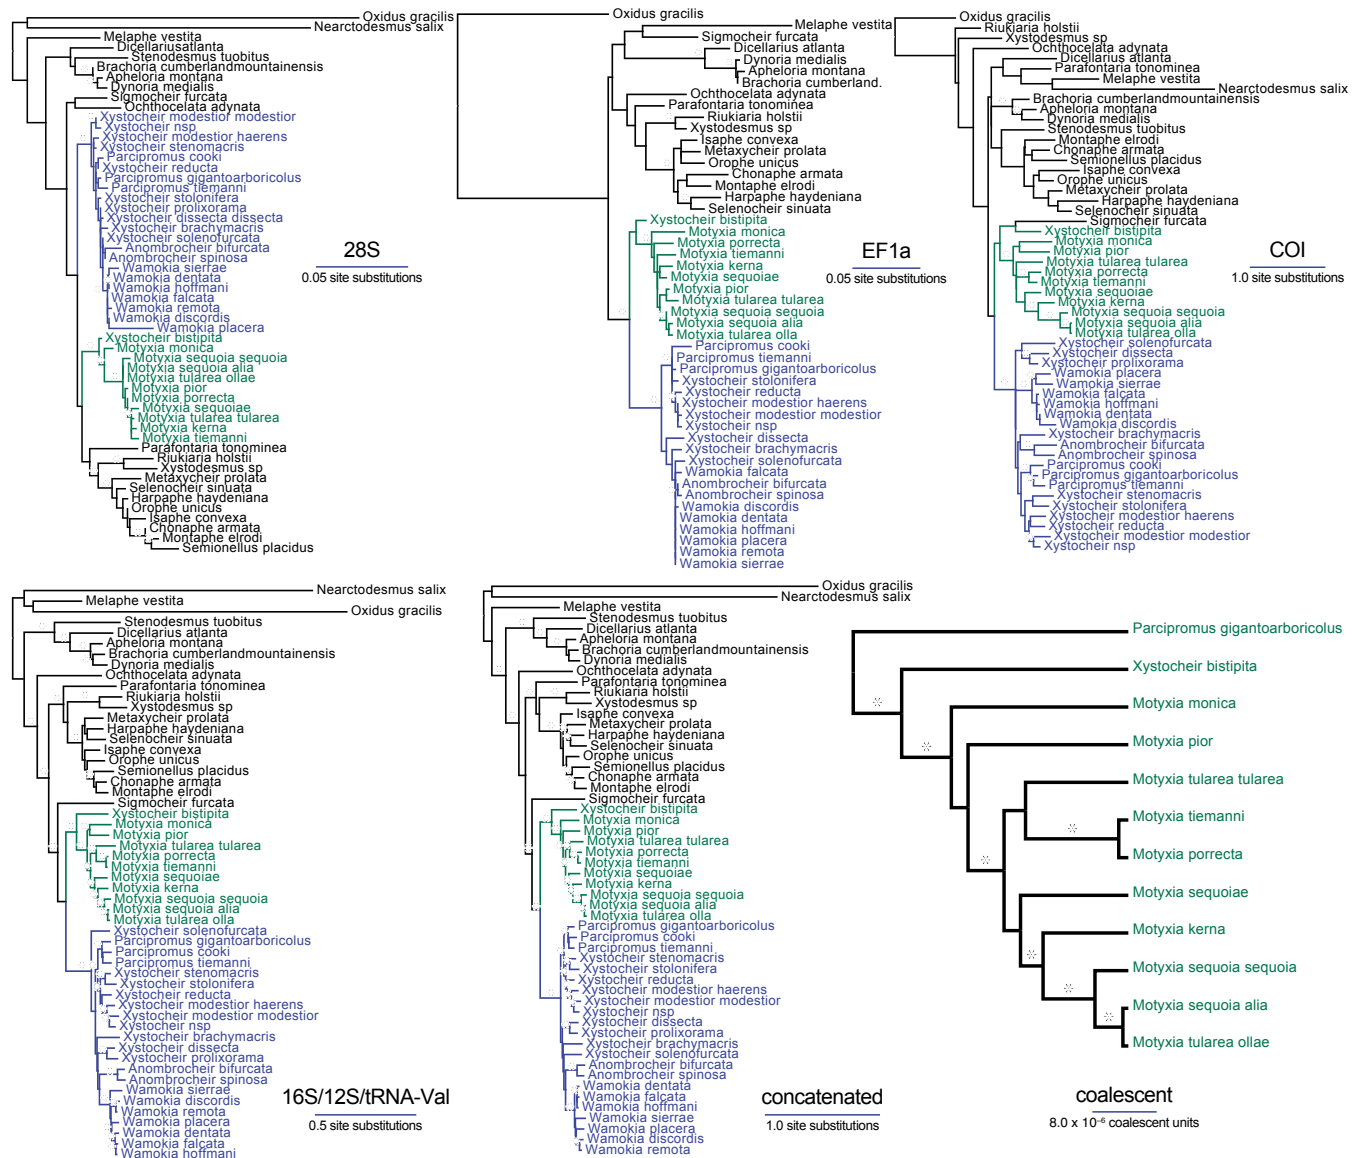 Oxidus gracilis
Nearctodesmus salix
Melaphe vestita
Dicellariusatlanta
Stenodesmus tuobitus
Brachoria cumberlandmountainensis
Apheloria montana
Dynoria medialis
Sigmocheir furcata
Ochthocelata adynata
Xystocheir modestior modestior
Xystocheir nsp
Xystocheir modestior haerens
Xystocheir stenomacris
Parcipromus cooki
Xystocheir reducta
Parcipromus gigantoarboricolus
Parcipromus tiemanni
Xystocheir stolonifera
Xystocheir prolixorama
Xystocheir dissecta dissecta
Xystocheir brachymacris
Xystocheir solenofurcata
Anombrocheir bifurcata
Anombrocheir spinosa
Wamokia sierrae
Wamokia dentata
Wamokia hoffmani
Wamokia falcata
Wamokia remota
Wamokia discordis
Wamokia placera
Xystocheir bistipita
Motyxia monica
Motyxia sequoia sequoia
Motyxia sequoia alia
Motyxia tularea ollae
Motyxia pior
Motyxia porrecta
Motyxia sequoiae
Motyxia tularea tularea
Motyxia kerna
Motyxia tiemanni
Parafontaria tonominea
Riukiaria holstii
Xystodesmus sp
Metaxycheir prolata
Selenocheir sinuata
Harpaphe haydeniana
Orophe unicus
Isaphe convexa
Chonaphe armata
Montaphe elrodi
Semionellus placidus
28S
0.05 site substitutions
Oxidus gracilis
Melaphe vestita
Sigmocheir furcata
Dicellarius atlanta
Dynoria medialis
Apheloria montana
Brachoria cumberland.
Ochthocelata adynata
Parafontaria tonominea
Riukiaria holstii
Xystodesmus sp
Isaphe convexa
Metaxycheir prolata
Orophe unicus
Chonaphe armata
Montaphe elrodi
Harpaphe haydeniana
Selenocheir sinuata
Xystocheir bistipita
Motyxia monica
Motyxia porrecta
Motyxia tiemanni
Motyxia kerna
Motyxia sequoiae
Motyxia pior
Motyxia tularea tularea
Motyxia sequoia sequoia
Motyxia sequoia alia
Motyxia tularea olla
Parcipromus cooki
Parcipromus tiemanni
Parcipromus gigantoarboricolus
Xystocheir stolonifera
Xystocheir reducta
Xystocheir modestior haerens
Xystocheir modestior modestior
Xystocheir nsp
Xystocheir dissecta
Xystocheir brachymacris
Xystocheir solenofurcata
Wamokia falcata
Anombrocheir bifurcata
Anombrocheir spinosa
Wamokia discordis
Wamokia dentata
Wamokia hoffmani
Wamokia placera
Wamokia remota
Wamokia sierrae
EF1a
0.05 site substitutions
Oxidus gracilis
Riukiaria holstii
Xystodesmus sp
Ochthocelata adynata
Dicellarius atlanta
Parafontaria tonominea
Melaphe vestita
Nearctodesmus salix
Brachoria cumberlandmountainensis
Apheloria montana
Dynoria medialis
Stenodesmus tuobitus
Montaphe elrodi
Chonaphe armata
Semionellus placidus
Isaphe convexa
Orophe unicus
Metaxycheir prolata
Harpaphe haydeniana
Selenocheir sinuata
Sigmocheir furcata
Xystocheir bistipita
Motyxia monica
Motyxia pior
Motyxia tularea tularea
Motyxia porrecta
Motyxia tiemanni
Motyxia sequoiae
Motyxia kerna
Motyxia sequoia sequoia
Motyxia sequoia alia
Motyxia tularea olla
Xystocheir solenofurcata
Xystocheir dissecta
Xystocheir prolixorama
Wamokia placera
Wamokia sierrae
Wamokia falcata
Wamokia hoffmani
Wamokia dentata
Wamokia discordis
Xystocheir brachymacris
Anombrocheir bifurcata
Anombrocheir spinosa
Parcipromus cooki
Parcipromus gigantoarboricolus
Parcipromus tiemanni
Xystocheir stenomacris
Xystocheir stolonifera
Xystocheir modestior haerens
Xystocheir reducta
Xystocheir modestior modestior
Xystocheir nsp
COI
1.0 site substitutions
Nearctodesmus salix
Melaphe vestita
Oxidus gracilis
Stenodesmus tuobitus
Dicellarius atlanta
Apheloria montana
Brachoria cumberlandmountainensis
Dynoria medialis
Ochthocelata adynata
Parafontaria tonominea
Riukiaria holstii
Xystodesmus sp
Metaxycheir prolata
Harpaphe haydeniana
Selenocheir sinuata
Isaphe convexa
Orophe unicus
Semionellus placidus
Chonaphe armata
Montaphe elrodi
Sigmocheir furcata
Xystocheir bistipita
Motyxia monica
Motyxia pior
Motyxia tularea tularea
Motyxia porrecta
Motyxia tiemanni
Motyxia sequoiae
Motyxia kerna
Motyxia sequoia sequoia
Motyxia sequoia alia
Motyxia tularea olla
Xystocheir solenofurcata
Parcipromus gigantoarboricolus
Parcipromus cooki
Parcipromus tiemanni
Xystocheir stenomacris
Xystocheir stolonifera
Xystocheir reducta
Xystocheir modestior haerens
Xystocheir modestior modestior
Xystocheir nsp
Xystocheir brachymacris
Xystocheir dissecta
Xystocheir prolixorama
Anombrocheir bifurcata
Anombrocheir spinosa
Wamokia sierrae
Wamokia discordis
Wamokia remota
Wamokia placera
Wamokia dentata
Wamokia falcata
Wamokia hoffmani
16S/12S/tRNA-Val
0.5 site substitutions
Oxidus gracilis
Nearctodesmus salix
Melaphe vestita
Stenodesmus tuobitus
Dicellarius atlanta
Apheloria montana
Brachoria cumberlandmountainensis
Dynoria medialis
Ochthocelata adynata
Parafontaria tonominea
Riukiaria holstii
Xystodesmus sp
Isaphe convexa
Metaxycheir prolata
Harpaphe haydeniana
Selenocheir sinuata
Orophe unicus
Semionellus placidus
Chonaphe armata
Montaphe elrodi
Sigmocheir furcata
Xystocheir bistipita
Motyxia monica
Motyxia pior
Motyxia tularea tularea
Motyxia porrecta
Motyxia tiemanni
Motyxia sequoiae
Motyxia kerna
Motyxia sequoia sequoia
Motyxia sequoia alia
Motyxia tularea olla
Parcipromus gigantoarboricolus
Parcipromus cooki
Parcipromus tiemanni
Xystocheir stenomacris
Xystocheir stolonifera
Xystocheir reducta
Xystocheir modestior haerens
Xystocheir modestior modestior
Xystocheir nsp
Xystocheir dissecta
Xystocheir prolixorama
Xystocheir brachymacris
Xystocheir solenofurcata
Anombrocheir bifurcata
Anombrocheir spinosa
Wamokia dentata
Wamokia falcata
Wamokia hoffmani
Wamokia sierrae
Wamokia placera
Wamokia discordis
Wamokia remota
concatenated
1.0 site substitutions
Parcipromus gigantoarboricolus
Xystocheir bistipita
Motyxia monica
Motyxia pior
Motyxia tularea tularea
Motyxia tiemanni
Motyxia porrecta
Motyxia sequoiae
Motyxia kerna
Motyxia sequoia sequoia
Motyxia sequoia alia
Motyxia tularea ollae
coalescent
8.0 x 10⁻⁶ coalescent units